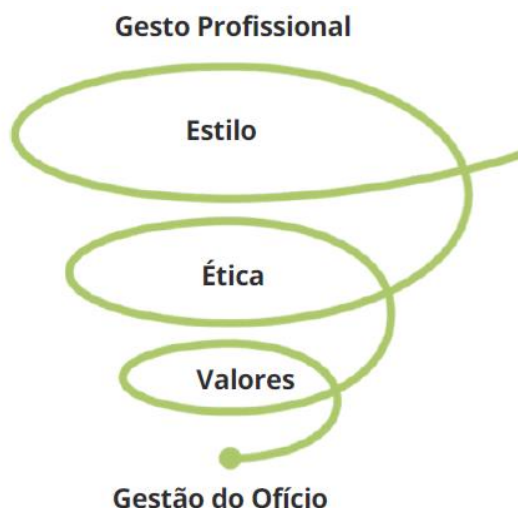 Gesto Profissional
Estilo
Ética
Valores
Gestão do Ofício